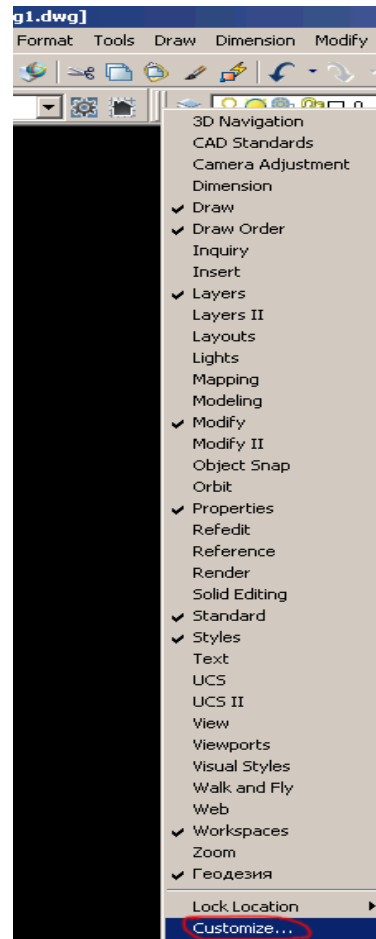 g1.dwg]
Format Tools Draw Dimension Modify
3D Navigation
CAD Standards
Camera Adjustment
Dimension
Draw
Draw Order
Inquiry
Insert
Layers
Layers II
Layouts
Lights
Mapping
Modeling
Modify
Modify II
Object Snap
Orbit
Properties
Refedit
Reference
Render
Solid Editing
Standard
Styles
Text
UCS
UCS II
View
Viewports
Visual Styles
Walk and Fly
Web
Workspaces
Zoom
Геодезия
Lock Location
Customize...